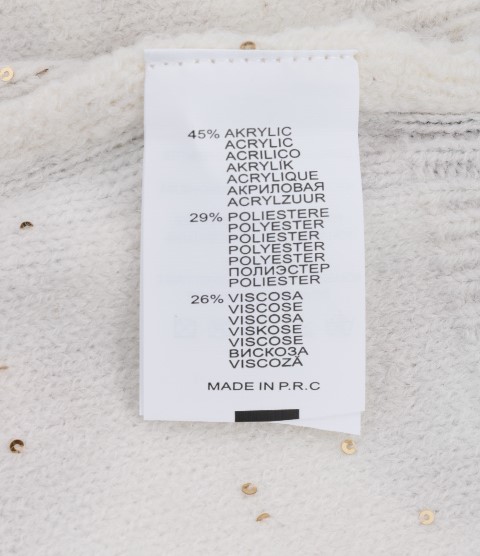 45% AKRYLIC
ACRYLIC
ACRILICO
AKRYLIK
ACRYLIQUE
АКРИЛОВАЯ
ACRYLZUUR
29% POLIESTERE
POLYESTER
POLIESTER
POLYESTER
POLYESTER
ПОЛИЭСТЕР
POLIESTER
26% VISCOSA
VISCOSE
VISCOSA
VISKOSE
VISCOSE
ВИСКОЗА
VISCOZA
MADE IN P.R.C